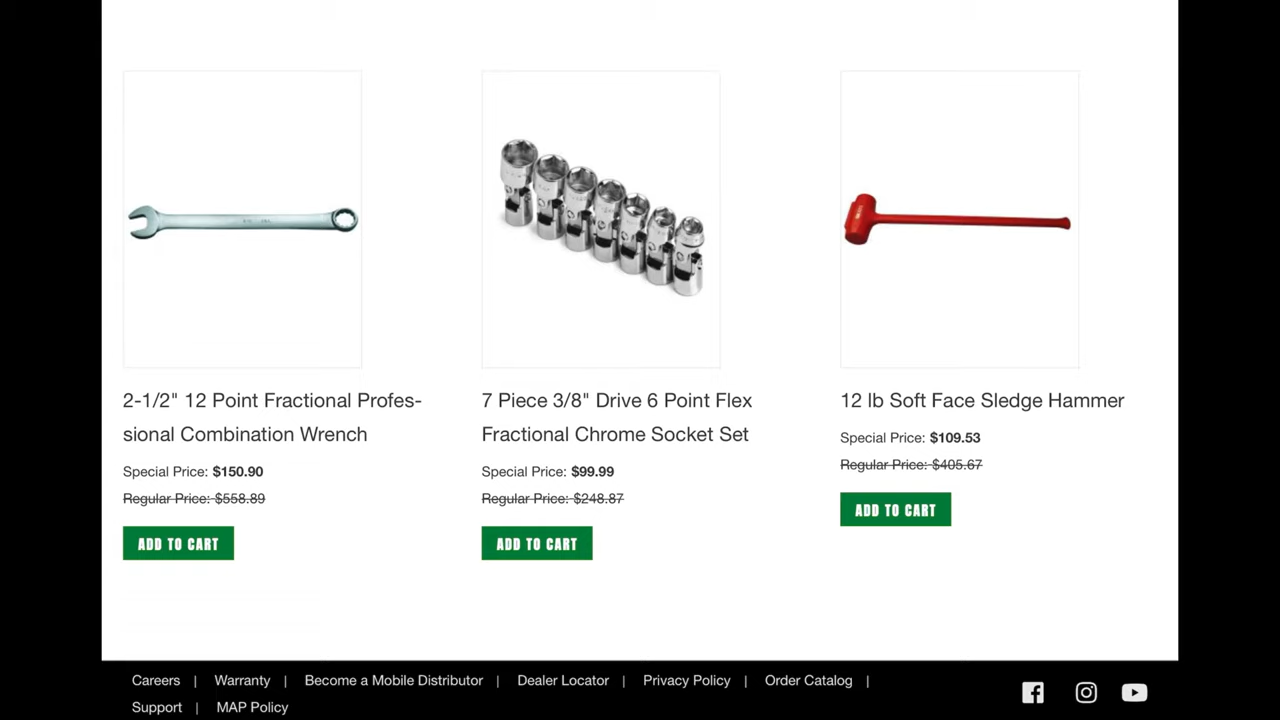 2-1/2" 12 Point Fractional Profes-
sional Combination Wrench
Special Price: $150.90
Regular Price: $558.89
ADD TO CART
7 Piece 3/8" Drive 6 Point Flex
Fractional Chrome Socket Set
Special Price: $99.99
Regular Price: $248.87
ADD TO CART
12 lb Soft Face Sledge Hammer
Special Price: $109.53
Regular Price: $405.67
ADD TO CART
Careers | Warranty | Become a Mobile Distributor | Dealer Locator | Privacy Policy | Order Catalog |
Support | MAP Policy